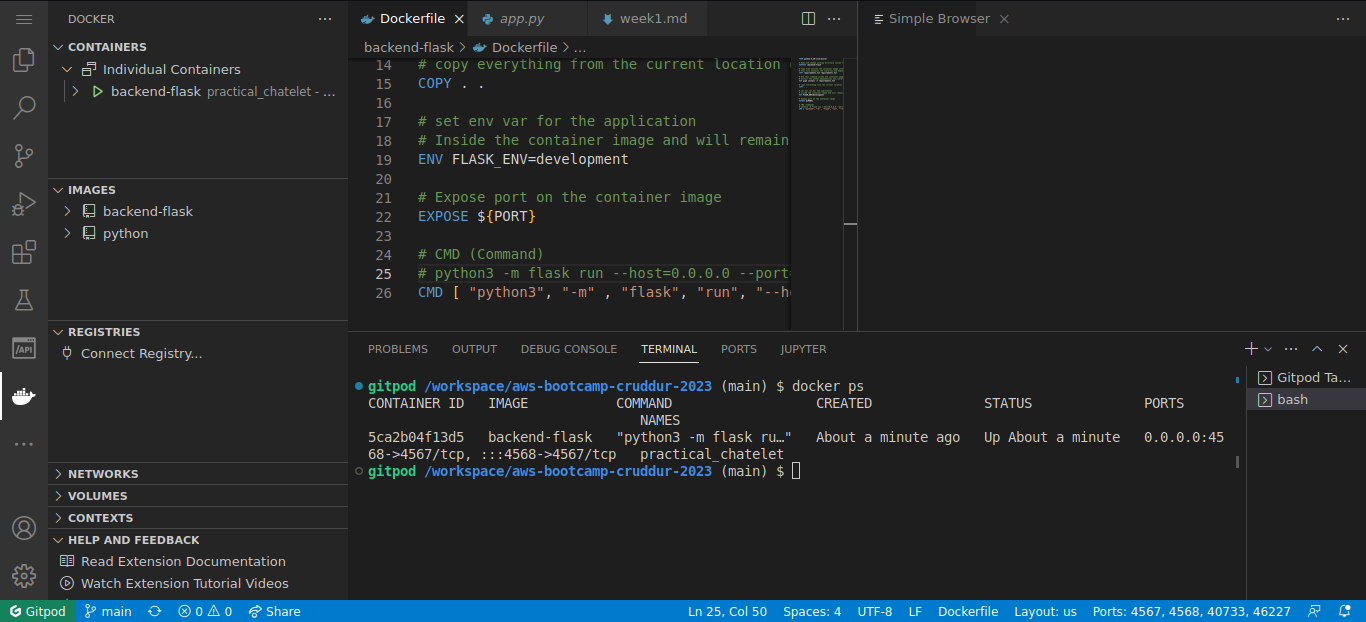 DOCKER
CONTAINERS
Individual Containers
backend-flask practical_chatelet - ...
IMAGES
backend-flask
python
REGISTRIES
Connect Registry...
NETWORKS
VOLUMES
CONTEXTS
HELP AND FEEDBACK
Read Extension Documentation
Watch Extension Tutorial Videos
Dockerfile
app.py
week1.md
backend-flask > Dockerfile > ...
14 # copy everything from the current location
15 COPY . .
16
17 # set env var for the application
18 # Inside the container image and will remain
19 ENV FLASK_ENV=development
20
21 # Expose port on the container image
22 EXPOSE ${PORT}
23
24 # CMD (Command)
25 # python3 -m flask run --host=0.0.0.0 --port=
26 CMD [ "python3", "-m" , "flask", "run", "--ho
Simple Browser
PROBLEMS OUTPUT DEBUG CONSOLE TERMINAL PORTS JUPYTER
gitpod /workspace/aws-bootcamp-cruddur-2023 (main) $ docker ps
CONTAINER ID IMAGE COMMAND CREATED STATUS PORTS
NAMES
5ca2b04f13d5 backend-flask "python3 -m flask ru…" About a minute ago Up About a minute 0.0.0.0:45
68->4567/tcp, :::4568->4567/tcp practical_chatelet
gitpod /workspace/aws-bootcamp-cruddur-2023 (main) $
Gitpod Ta...
bash
/API
Gitpod main 0 0 Share Ln 25, Col 50 Spaces: 4 UTF-8 LF Dockerfile Layout: us Ports: 4567, 4568, 40733, 46227